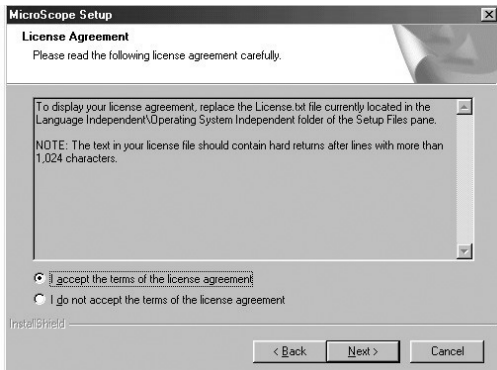 MicroScope Setup
License Agreement
Please read the following license agreement carefully.
To display your license agreement, replace the License.txt file currently located in the
Language Independent\Operating System Independent folder of the Setup Files pane.
NOTE: The text in your license file should contain hard returns after lines with more than
1,024 characters.
I accept the terms of the license agreement
I do not accept the terms of the license agreement
InstallShield
< Back
Next >
Cancel